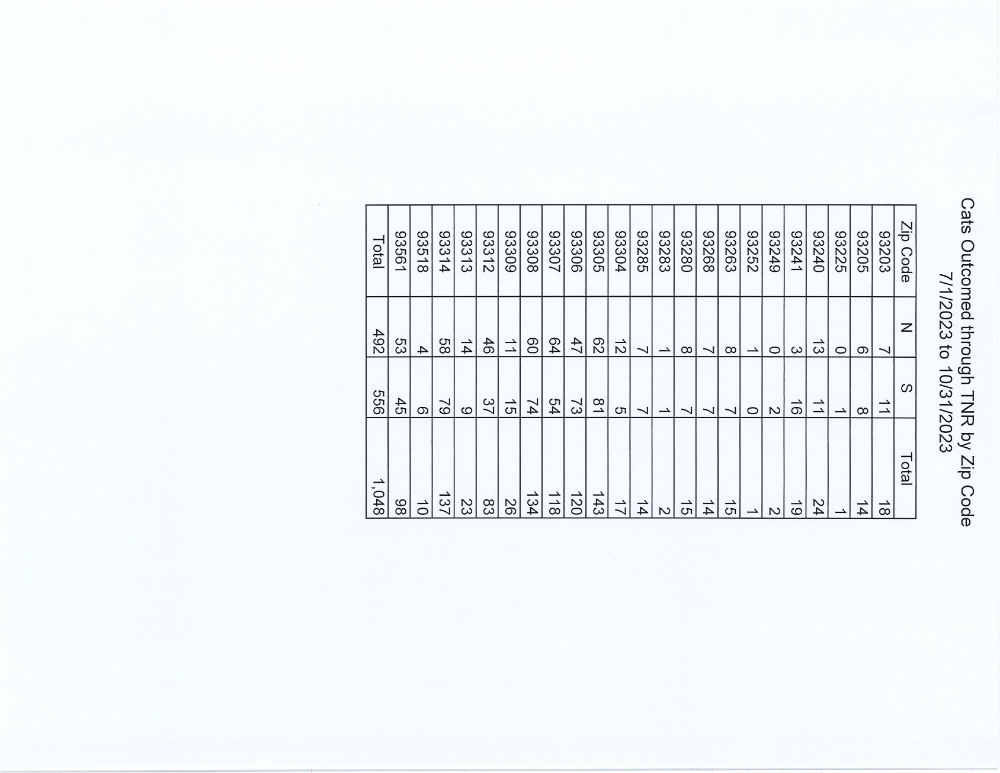 Cats Outcomed through TNR by Zip Code
7/1/2023 to 10/31/2023
Zip Code N S Total
93203 7 11 18
93205 6 8 14
93225 0 1 1
93240 13 11 24
93241 3 16 19
93249 0 2 2
93252 1 0 1
93263 8 7 15
93268 7 7 14
93280 8 7 15
93283 1 1 2
93285 7 7 14
93304 12 5 17
93305 62 81 143
93306 47 73 120
93307 64 54 118
93308 60 74 134
93309 11 15 26
93312 46 37 83
93313 14 9 23
93314 58 79 137
93518 4 6 10
93561 53 45 98
Total 492 556 1,048